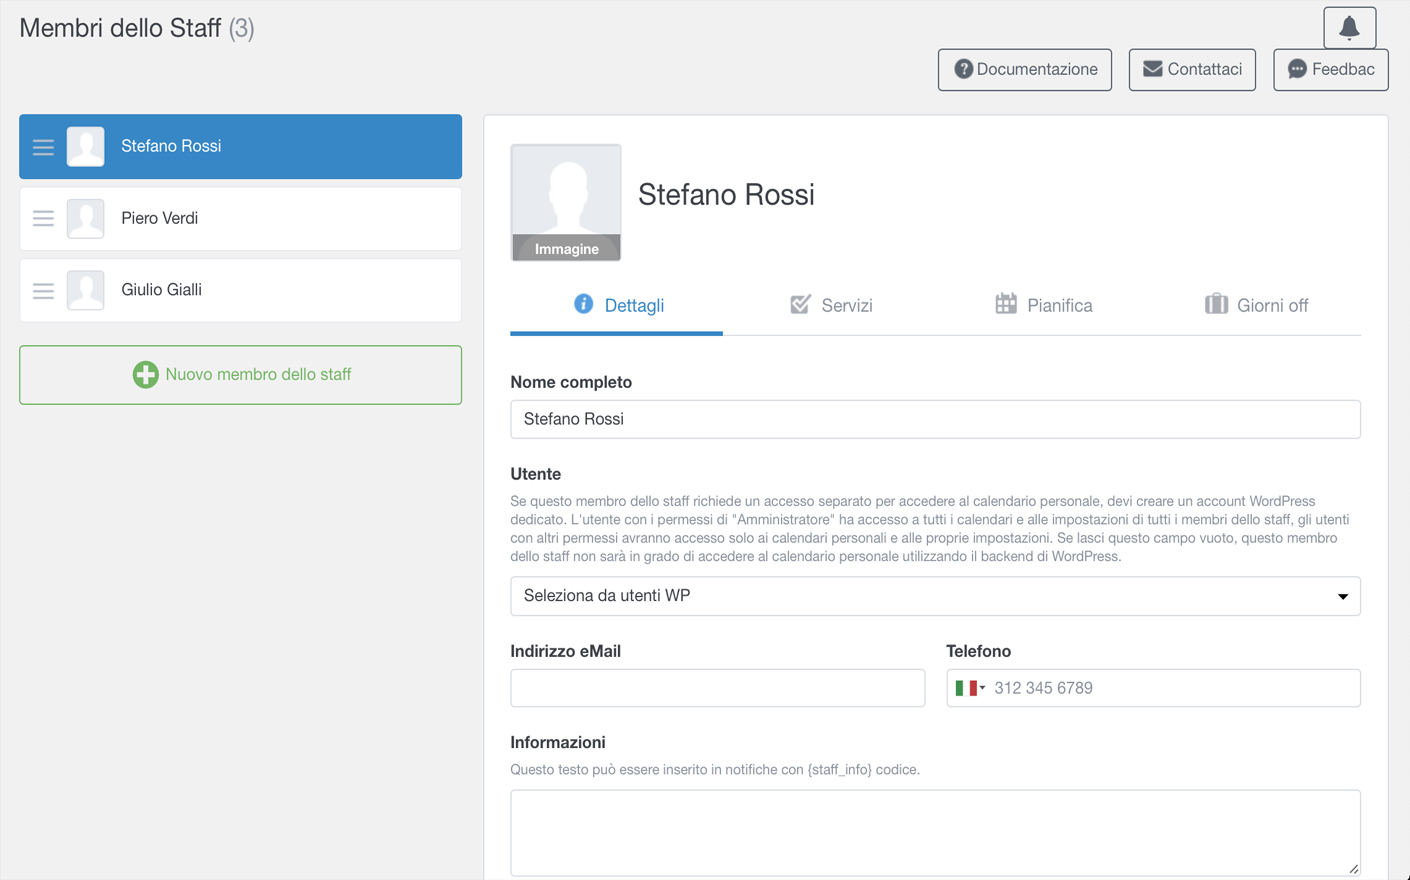 Membri dello Staff (3)
Documentazione
Contattaci
Feedbac
Stefano Rossi
Piero Verdi
Giulio Gialli
Nuovo membro dello staff
Immagine
Stefano Rossi
Dettagli
Servizi
Pianifica
Giorni off
Nome completo
Stefano Rossi
Utente
Se questo membro dello staff richiede un accesso separato per accedere al calendario personale, devi creare un account WordPress
dedicato. L'utente con i permessi di "Amministratore" ha accesso a tutti i calendari e alle impostazioni di tutti i membri dello staff, gli utenti
con altri permessi avranno accesso solo ai calendari personali e alle proprie impostazioni. Se lasci questo campo vuoto, questo membro
dello staff non sarà in grado di accedere al calendario personale utilizzando il backend di WordPress.
Seleziona da utenti WP
Indirizzo eMail
Telefono
312 345 6789
Informazioni
Questo testo può essere inserito in notifiche con {staff_info} codice.